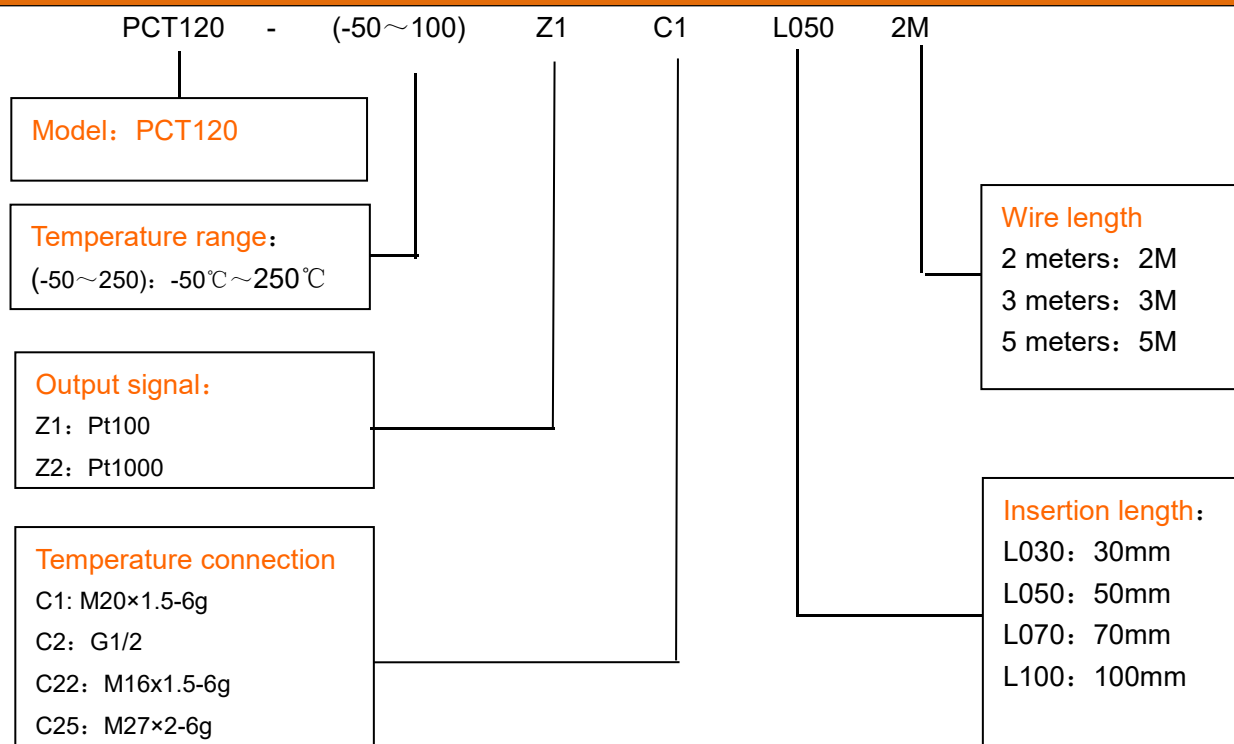 PCT120 - (-50～100) Z1 C1 L050 2M
Model：PCT120
Temperature range：
(-50～250)：-50℃～250℃
Output signal：
Z1：Pt100
Z2：Pt1000
Temperature connection
C1: M20×1.5-6g
C2：G1/2
C22：M16x1.5-6g
C25：M27×2-6g
Wire length
2 meters：2M
3 meters：3M
5 meters：5M
Insertion length：
L030：30mm
L050：50mm
L070：70mm
L100：100mm